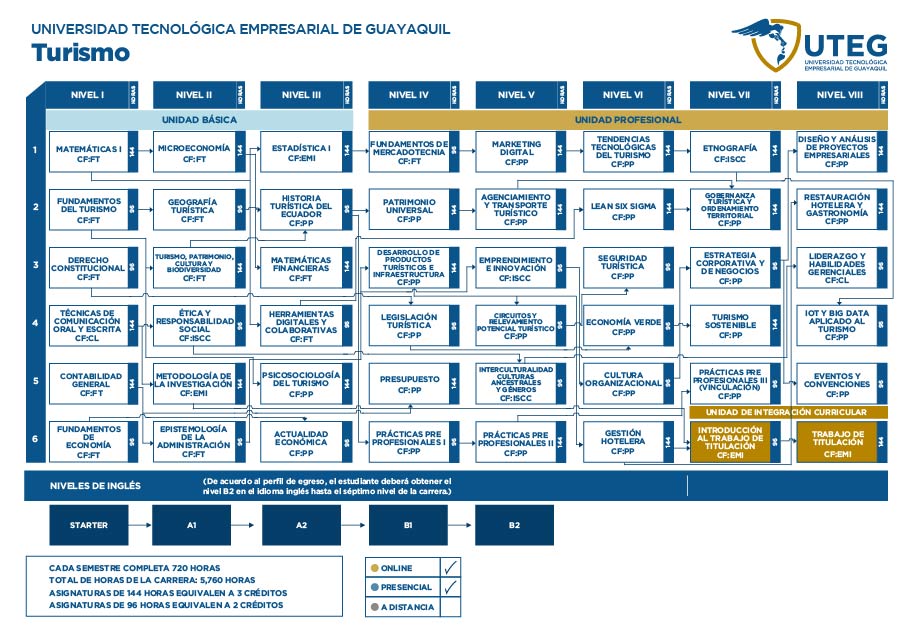 UNIVERSIDAD TECNOLÓGICA EMPRESARIAL DE GUAYAQUIL
Turismo
UTEG
UNIVERSIDAD TECNOLÓGICA
EMPRESARIAL DE GUAYAQUIL
NIVEL I HORAS NIVEL II HORAS NIVEL III HORAS NIVEL IV HORAS NIVEL V HORAS NIVEL VI HORAS NIVEL VII HORAS NIVEL VIII HORAS
UNIDAD BÁSICA
UNIDAD PROFESIONAL
1
MATEMÁTICAS I
CF:FT
144
MICROECONOMÍA
CF:FT
144
ESTADÍSTICA I
CF:EMI
144
FUNDAMENTOS DE
MERCADOTECNIA
CF:FT
96
MARKETING
DIGITAL
CF:PP
144
TENDENCIAS
TECNOLÓGICAS
DEL TURISMO
CF:PP
144
ETNOGRAFÍA
CF:ISCC
144
DISEÑO Y ANÁLISIS
DE PROYECTOS
EMPRESARIALES
CF:PP
144
2
FUNDAMENTOS
DEL TURISMO
CF:FT
96
GEOGRAFÍA
TURÍSTICA
CF:FT
96
HISTORIA
TURÍSTICA DEL
ECUADOR
CF:PP
96
PATRIMONIO
UNIVERSAL
CF:PP
144
AGENCIAMIENTO
Y TRANSPORTE
TURÍSTICO
CF:PP
144
LEAN SIX SIGMA
CF:PP
144
GOBERNANZA
TURÍSTICA Y
ORDENAMIENTO
TERRITORIAL
CF:PP
144
RESTAURACIÓN
HOTELERA Y
GASTRONOMÍA
CF:PP
144
3
DERECHO
CONSTITUCIONAL
CF:FT
96
TURISMO, PATRIMONIO,
CULTURA Y
BIODIVERSIDAD
CF:FT
144
MATEMÁTICAS
FINANCIERAS
CF:FT
144
DESARROLLO DE
PRODUCTOS
TURÍSTICOS E
INFRAESTRUCTURA
CF:PP
144
EMPRENDIMIENTO
E INNOVACIÓN
CF:ISCC
96
SEGURIDAD
TURÍSTICA
CF:PP
96
ESTRATEGIA
CORPORATIVA Y
DE NEGOCIOS
CF:PP
96
LIDERAZGO Y
HABILIDADES
GERENCIALES
CF:CL
96
4
TÉCNICAS DE
COMUNICACIÓN
ORAL Y ESCRITA
CF:CL
144
ÉTICA Y
RESPONSABILIDAD
SOCIAL
CF:ISCC
96
HERRAMIENTAS
DIGITALES Y
COLABORATIVAS
CF:FT
96
LEGISLACIÓN
TURÍSTICA
CF:PP
96
CIRCUITOS Y
RELEVAMIENTO
POTENCIAL TURÍSTICO
CF:PP
96
ECONOMÍA VERDE
CF:PP
96
TURISMO
SOSTENIBLE
CF:PP
144
IOT Y BIG DATA
APLICADO AL
TURISMO
CF:PP
96
5
CONTABILIDAD
GENERAL
CF:FT
144
METODOLOGÍA DE
LA INVESTIGACIÓN
CF:EMI
144
PSICOSOCIOLOGÍA
DEL TURISMO
CF:PP
144
PRESUPUESTO
CF:PP
144
INTERCULTURALIDAD
CULTURAS
ANCESTRALES
Y GÉNEROS
CF:ISCC
96
CULTURA
ORGANIZACIONAL
CF:PP
96
PRÁCTICAS PRE
PROFESIONALES III
(VINCULACIÓN)
CF:PP
96
EVENTOS Y
CONVENCIONES
CF:PP
96
UNIDAD DE INTEGRACIÓN CURRICULAR
6
FUNDAMENTOS
DE
ECONOMÍA
CF:FT
96
EPISTEMOLOGÍA
DE LA
ADMINISTRACIÓN
CF:FT
96
ACTUALIDAD
ECONÓMICA
CF:PP
96
PRÁCTICAS PRE
PROFESIONALES I
CF:PP
96
PRÁCTICAS PRE
PROFESIONALES II
CF:PP
144
GESTIÓN
HOTELERA
CF:PP
144
INTRODUCCIÓN
AL TRABAJO DE
TITULACIÓN
CF:EMI
96
TRABAJO DE
TITULACIÓN
CF:EMI
144
NIVELES DE INGLÉS
(De acuerdo al perfil de egreso, el estudiante deberá obtener el
nivel B2 en el idioma inglés hasta el séptimo nivel de la carrera.)
STARTER A1 A2 B1 B2
CADA SEMESTRE COMPLETA 720 HORAS
TOTAL DE HORAS DE LA CARRERA: 5,760 HORAS
ASIGNATURAS DE 144 HORAS EQUIVALEN A 3 CRÉDITOS
ASIGNATURAS DE 96 HORAS EQUIVALEN A 2 CRÉDITOS
ONLINE ✓
PRESENCIAL ✓
A DISTANCIA